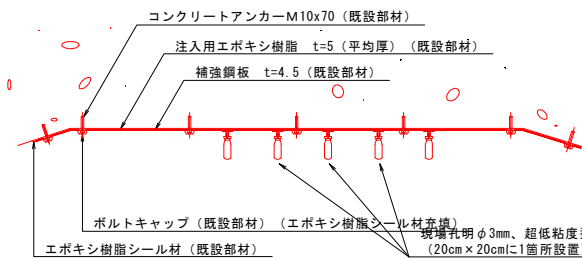 コンクリートアンカーM10x70（既設部材）
注入用エポキシ樹脂　t=5（平均厚）（既設部材）
補強鋼板　t=4.5（既設部材）
ボルトキャップ（既設部材）（エポキシ樹脂シール材充填）
現場孔明φ3mm、超低粘度
エポキシ樹脂シール材（既設部材）
（20cm×20cmに1箇所設置